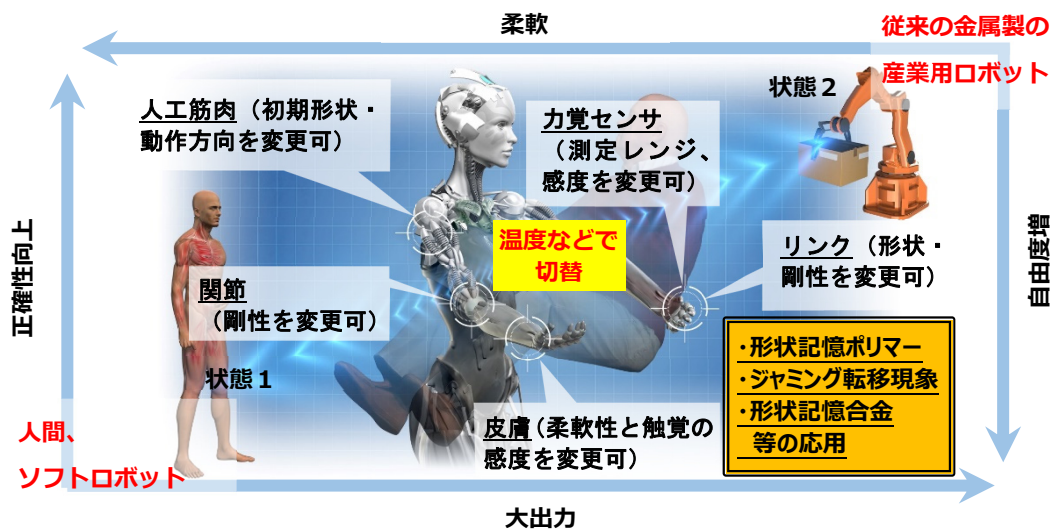 柔軟
従来の金属製の
産業用ロボット
状態２
人工筋肉（初期形状・
動作方向を変更可）
力覚センサ
（測定レンジ、
感度を変更可）
正確性向上
温度などで
切替
リンク（形状・
剛性を変更可）
自由度増
関節
（剛性を変更可）
状態１
・形状記憶ポリマー
・ジャミング転移現象
・形状記憶合金
等の応用
皮膚（柔軟性と触覚の
感度を変更可）
人間、
ソフトロボット
大出力